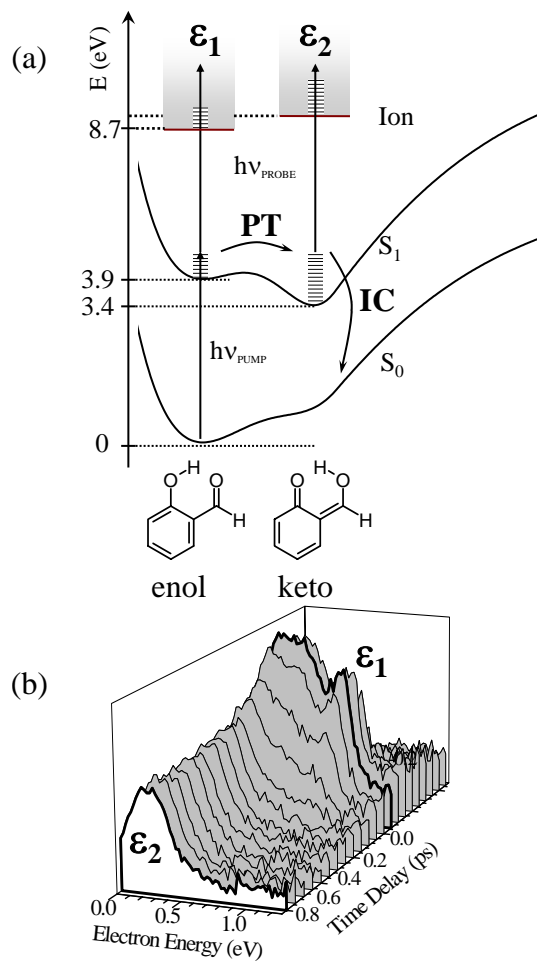 (a)
E (eV)
ε₁ ε₂
Ion
8.7
hν_PROBE
PT
S₁
3.9
3.4
IC
hν_PUMP
S₀
0
H H
O O O O
H H
enol keto
(b)
ε₁
ε₂
0.0
0.2
0.4
0.6
0.8
Time Delay (ps)
0.0 0.5 1.0
Electron Energy (eV)